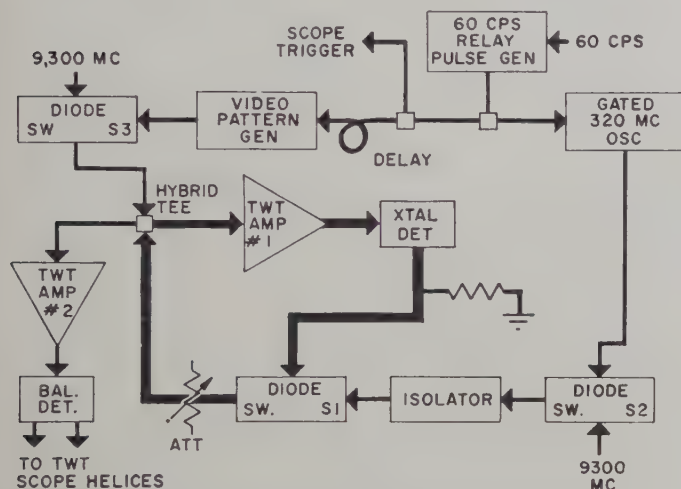 SCOPE
TRIGGER
60 CPS
RELAY
PULSE GEN
60 CPS
9,300 MC
DIODE
SW S3
VIDEO
PATTERN
GEN
DELAY
GATED
320 MC
OSC
HYBRID
TEE
TWT
AMP
#1
XTAL
DET
TWT
AMP
#2
BAL.
DET.
ATT
DIODE
SW. S1
ISOLATOR
DIODE
SW. S2
TO TWT
SCOPE HELICES
9300
MC